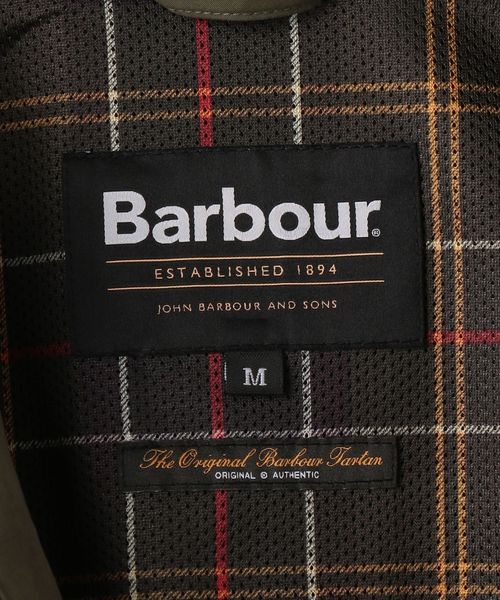 Barbour®
ESTABLISHED 1894
JOHN BARBOUR AND SONS
M
The Original Barbour Tartan
ORIGINAL © AUTHENTIC